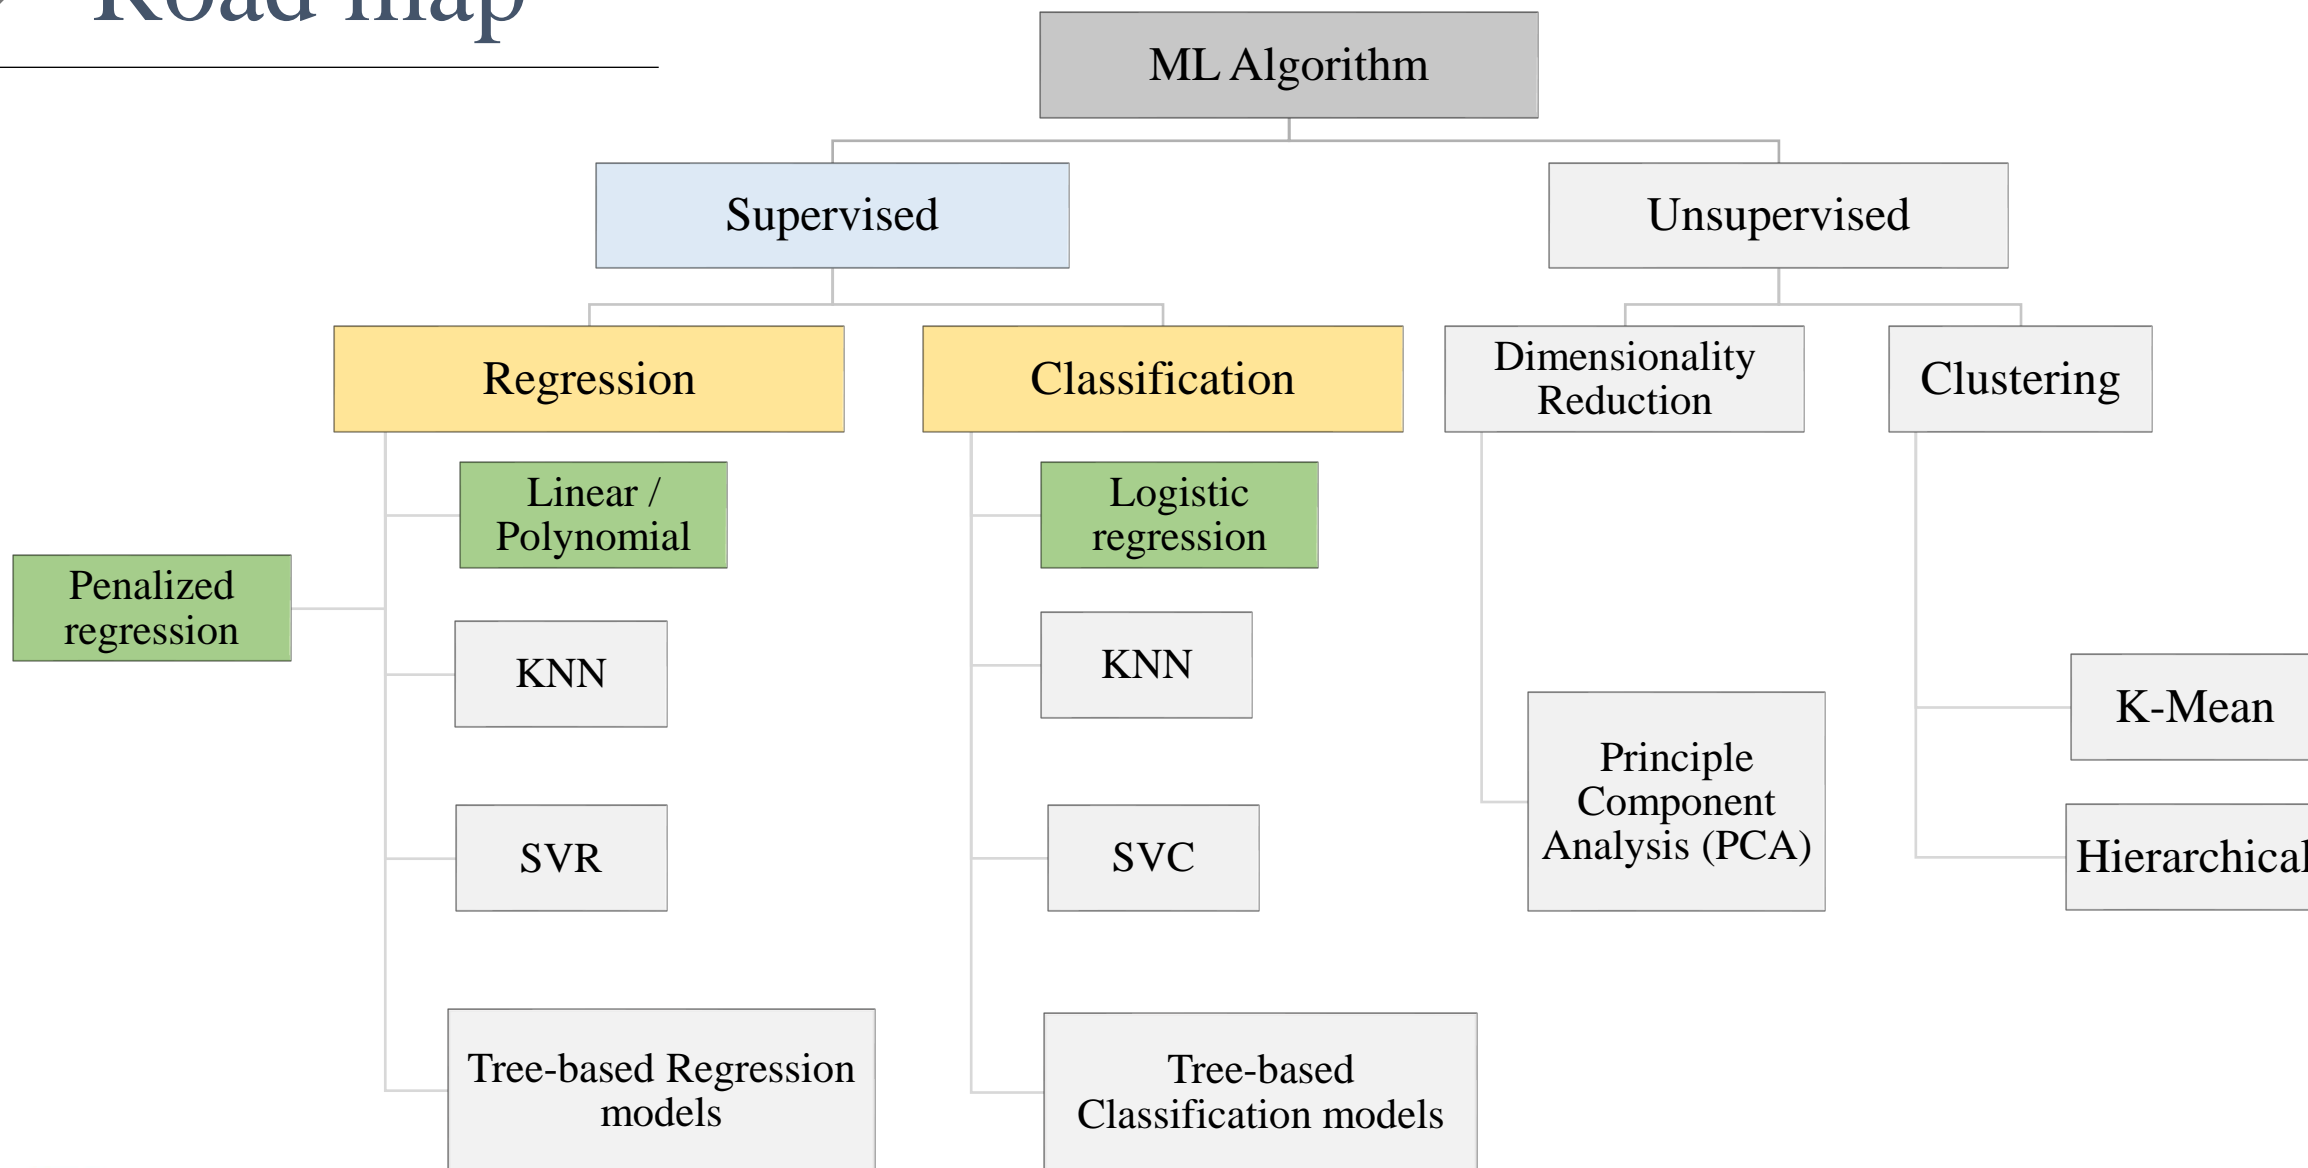 Road map
ML Algorithm
Supervised
Unsupervised
Regression
Classification
Dimensionality
Reduction
Clustering
Linear /
Polynomial
Logistic
regression
Penalized
regression
KNN
KNN
K-Mean
SVR
SVC
Principle
Component
Analysis (PCA)
Hierarchical
Tree-based Regression
models
Tree-based
Classification models